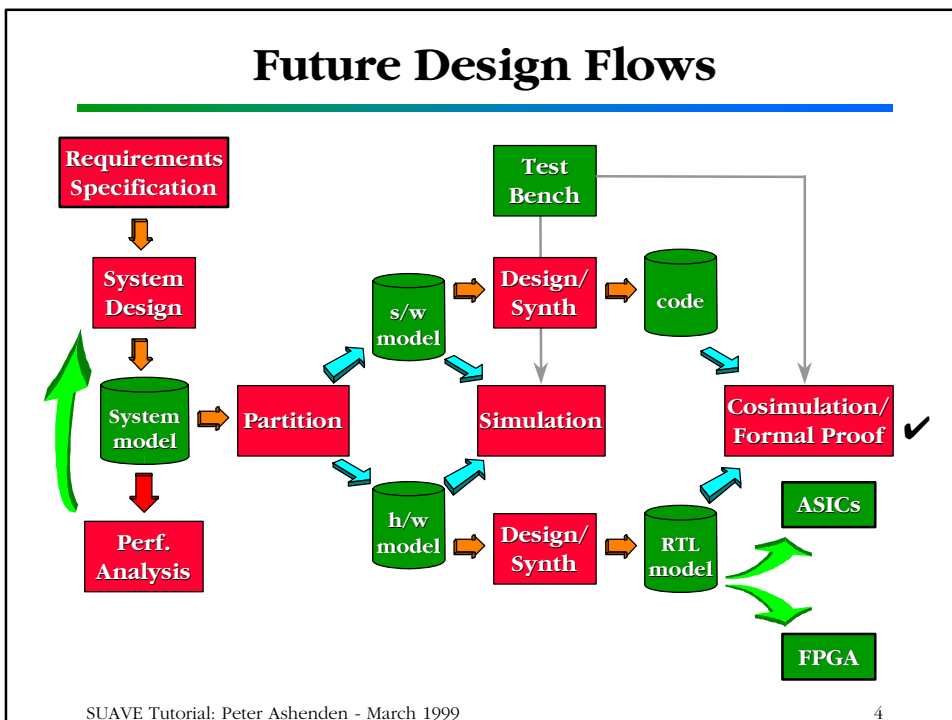 Future Design Flows
Requirements
Specification
Test
Bench
System
Design
s/w
model
Design/
Synth
code
System
model
Partition
Simulation
Cosimulation/
Formal Proof ✔
h/w
model
Design/
Synth
RTL
model
ASICs
Perf.
Analysis
FPGA
SUAVE Tutorial: Peter Ashenden - March 1999
4